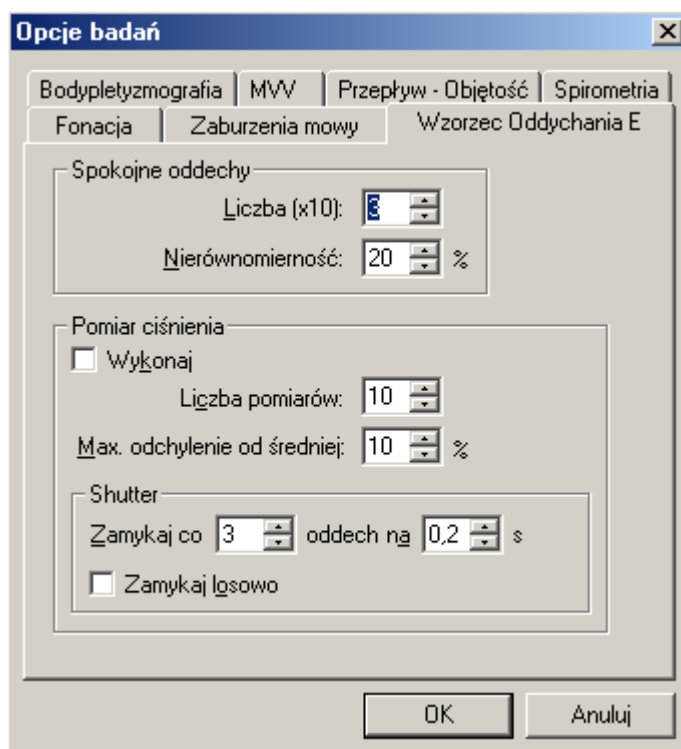 Opcje badań
Bodypletyzmografia MVV Przepływ - Objętość Spirometria
Fonacja Zaburzenia mowy Wzorzec Oddychania E
Spokojne oddechy
Liczba (x10): 3
Nierównomierność: 20 %
Pomiar ciśnienia
Wykonaj
Liczba pomiarów: 10
Max. odchylenie od średniej: 10 %
Shutter
Zamykaj co 3 oddech na 0,2 s
Zamykaj losowo
OK Anuluj